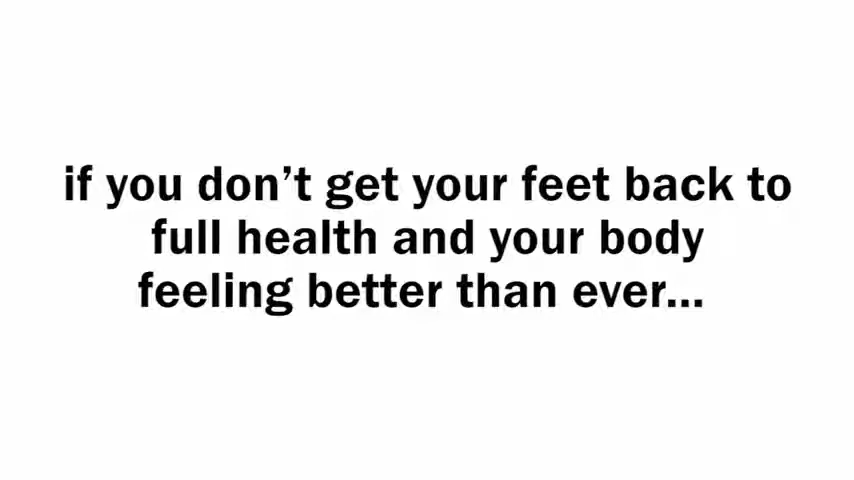 if you don’t get your feet back to
full health and your body
feeling better than ever...